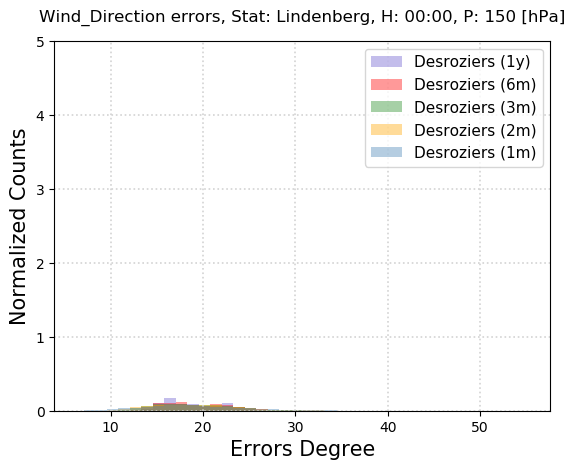 Wind_Direction errors, Stat: Lindenberg, H: 00:00, P: 150 [hPa]
Normalized Counts
5
4
3
2
1
0
Desroziers (1y)
Desroziers (6m)
Desroziers (3m)
Desroziers (2m)
Desroziers (1m)
10 20 30 40 50
Errors Degree